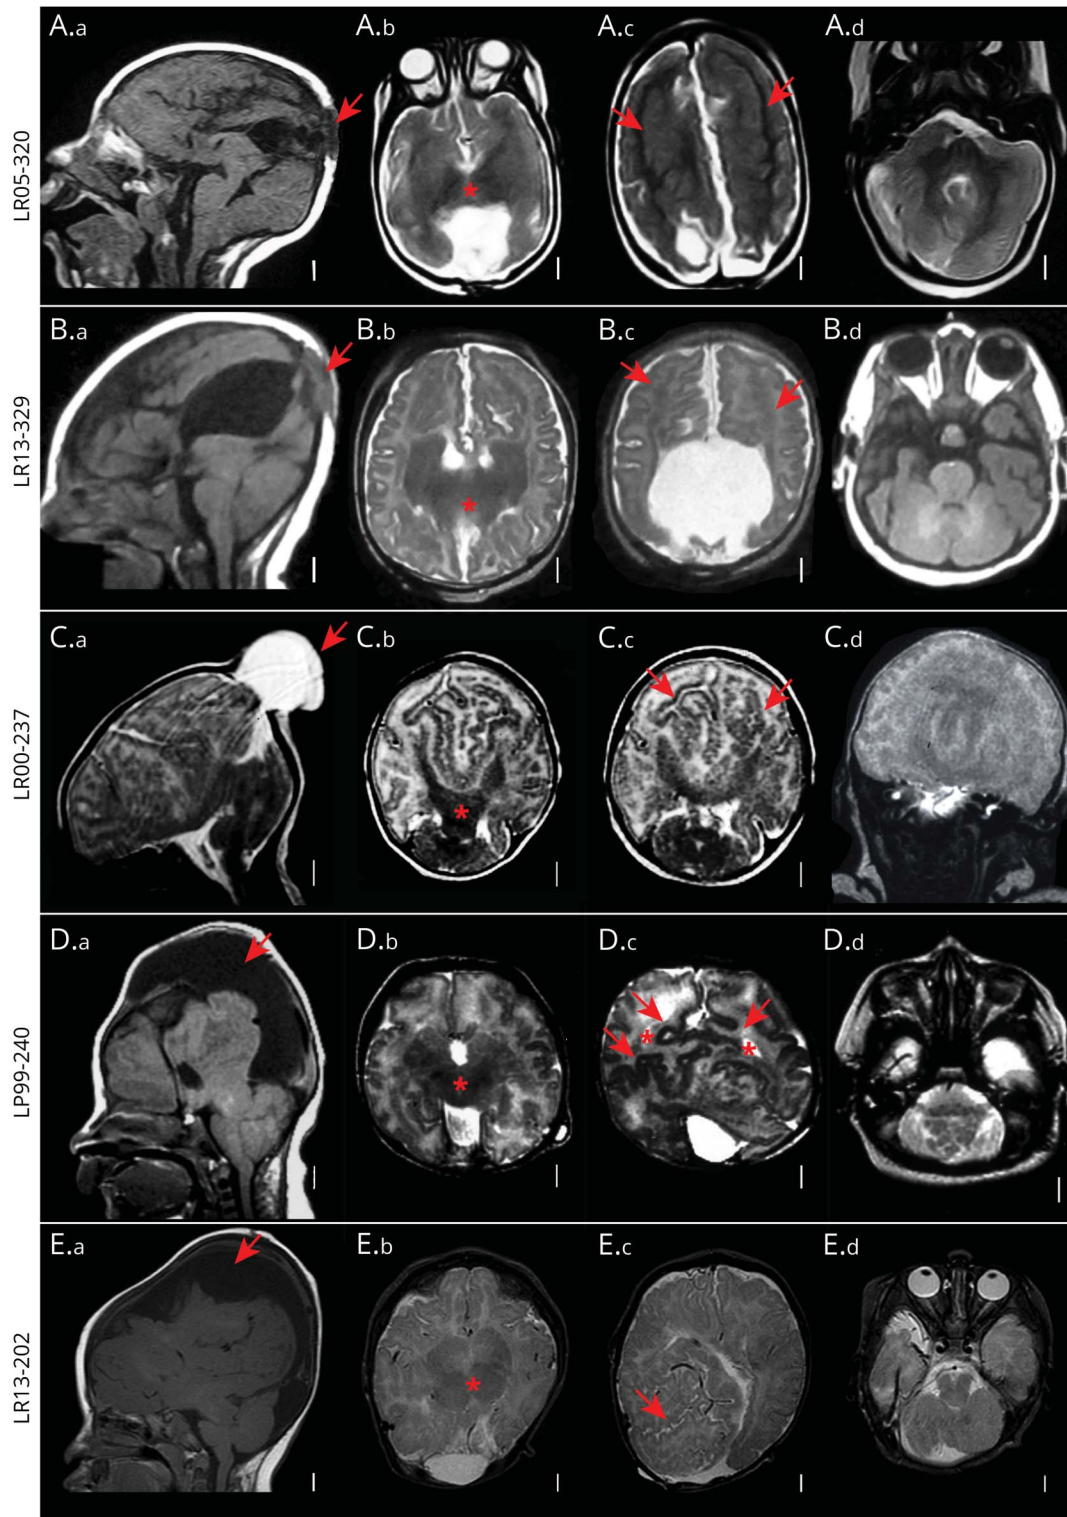 LR05-320
A.a
A.b
A.c
A.d
*
LR13-329
B.a
B.b
B.c
B.d
*
LR00-237
C.a
C.b
C.c
C.d
*
LP99-240
D.a
D.b
D.c
D.d
*
* *
LR13-202
E.a
E.b
E.c
E.d
*